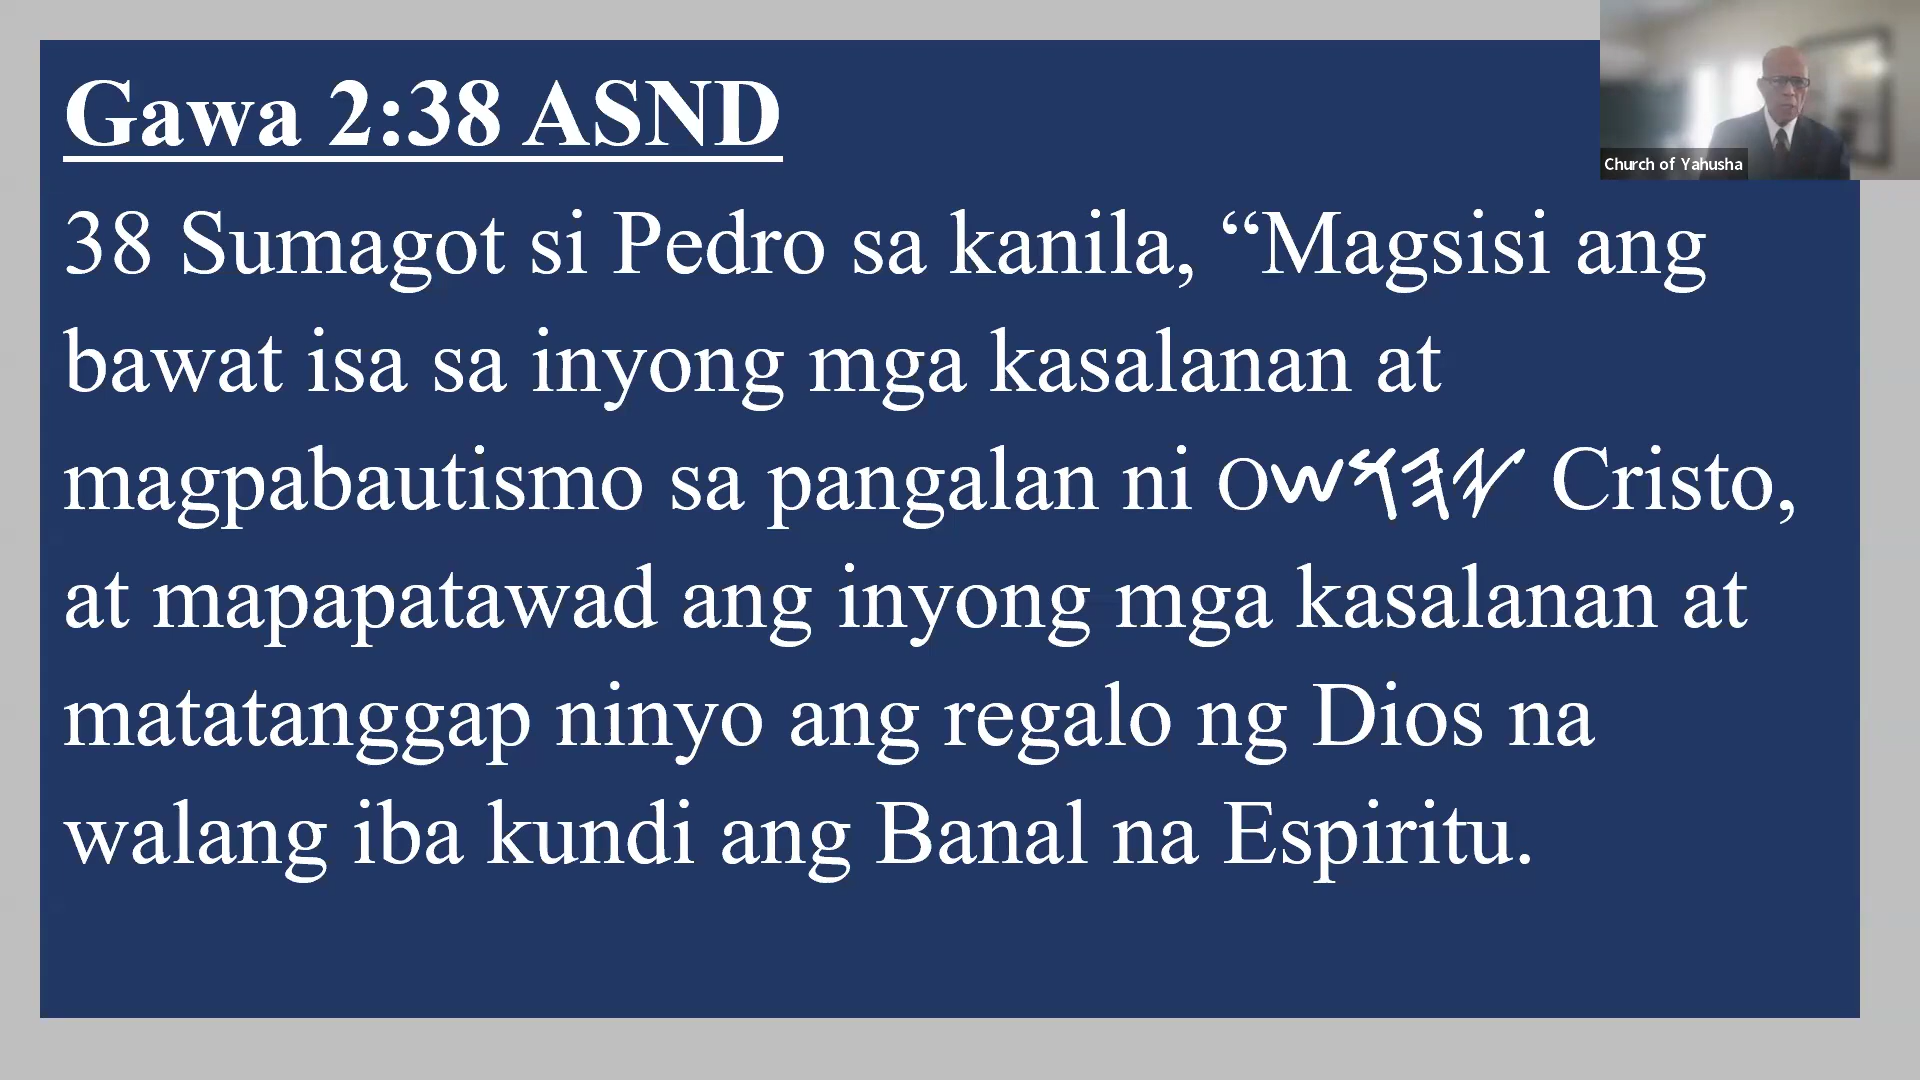 Gawa 2:38 ASND
38 Sumagot si Pedro sa kanila, “Magsisi ang
bawat isa sa inyong mga kasalanan at
magpabautismo sa pangalan ni 𐤉𐤄𐤅𐤔𐤏 Cristo,
at mapapatawad ang inyong mga kasalanan at
matatanggap ninyo ang regalo ng Dios na
walang iba kundi ang Banal na Espiritu.
Church of Yahusha